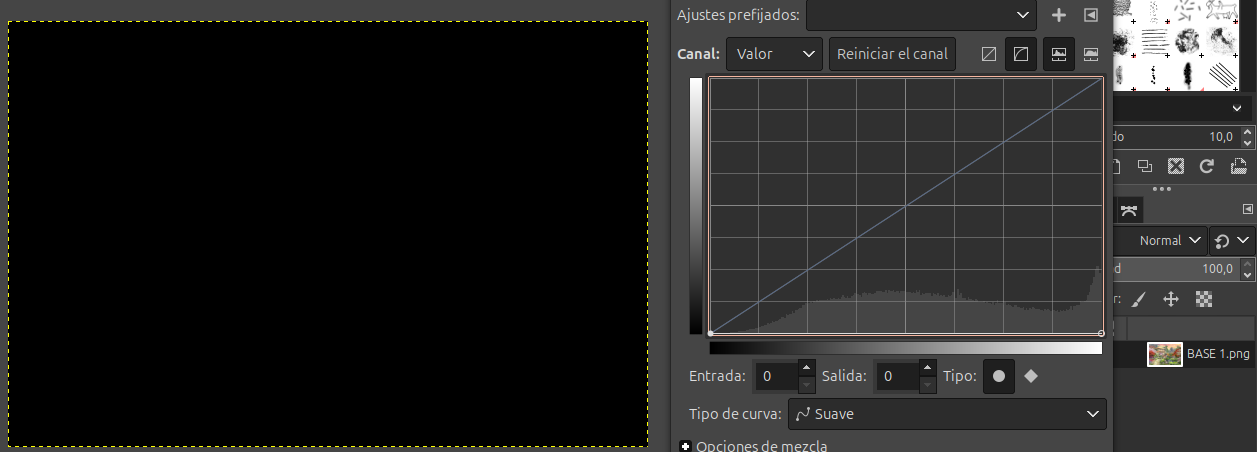 Ajustes prefijados:
Canal: Valor Reiniciar el canal
do 10,0
Normal
d 100,0
r:
BASE 1.png
Entrada: 0 Salida: 0 Tipo:
Tipo de curva: Suave
Opciones de mezcla